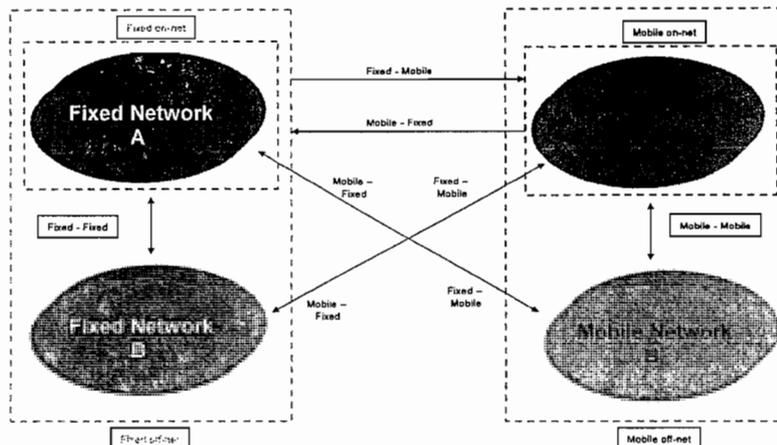 Fixed on-net
Mobile on-net
Fixed - Mobile
Fixed Network
A
Mobile - Fixed
Mobile –
Fixed
Fixed –
Mobile
Fixed - Fixed
Mobile - Mobile
Mobile –
Fixed
Fixed –
Mobile
Fixed Network
B
Mobile Network
B
Fixed off-net
Mobile off-net